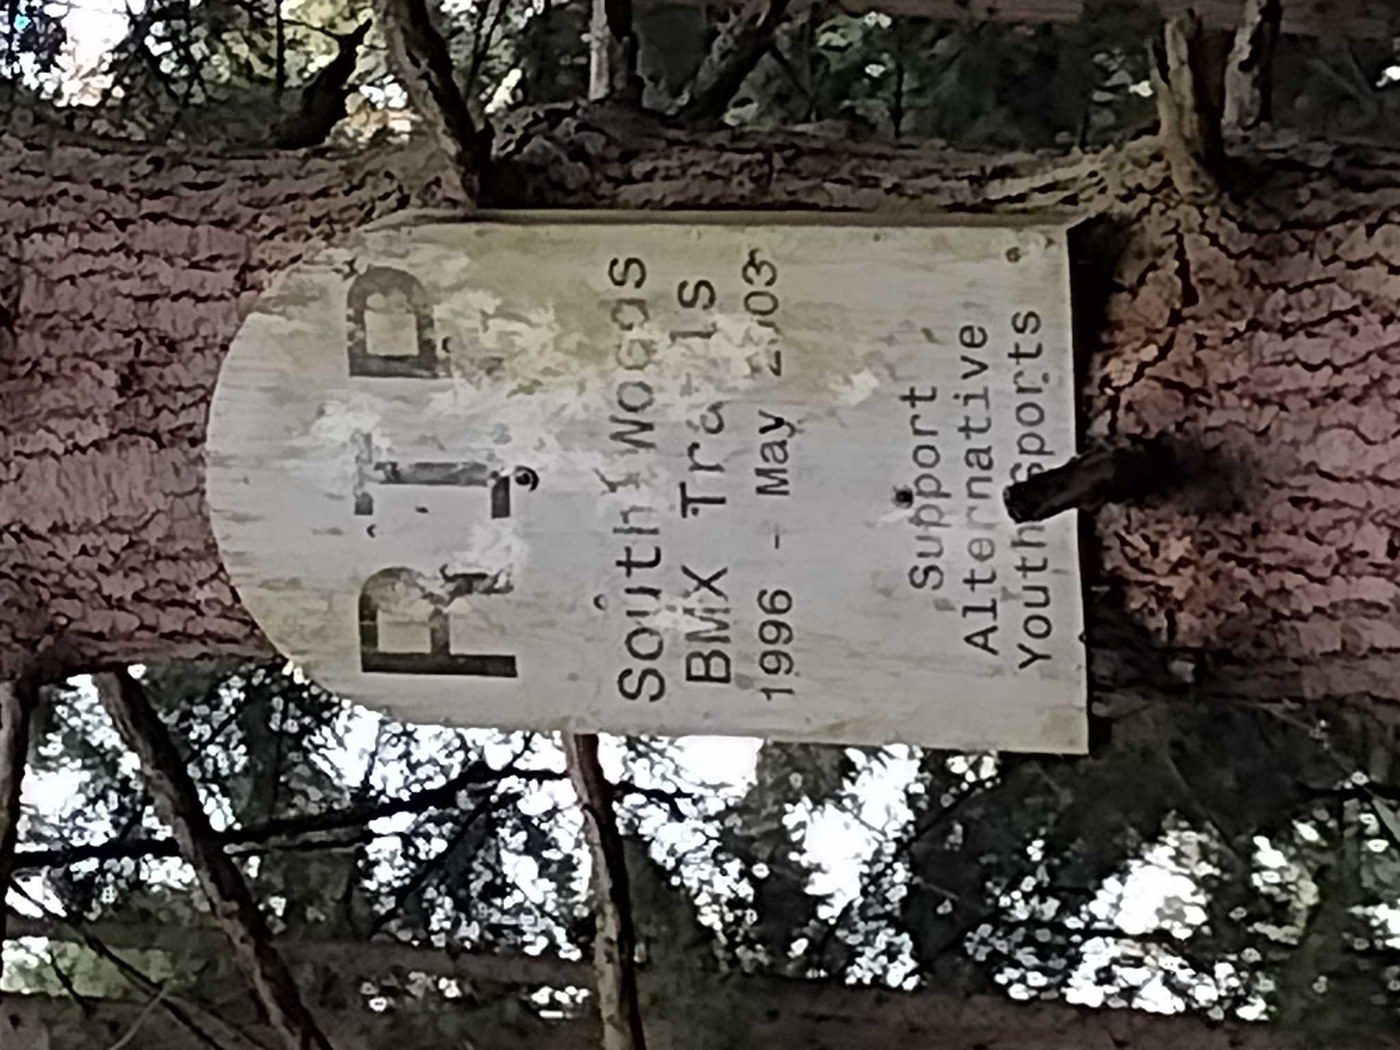 R.I.P
South Woods
BMX Trails
1996 - May 2003
Support
Alternative
Youth Sports